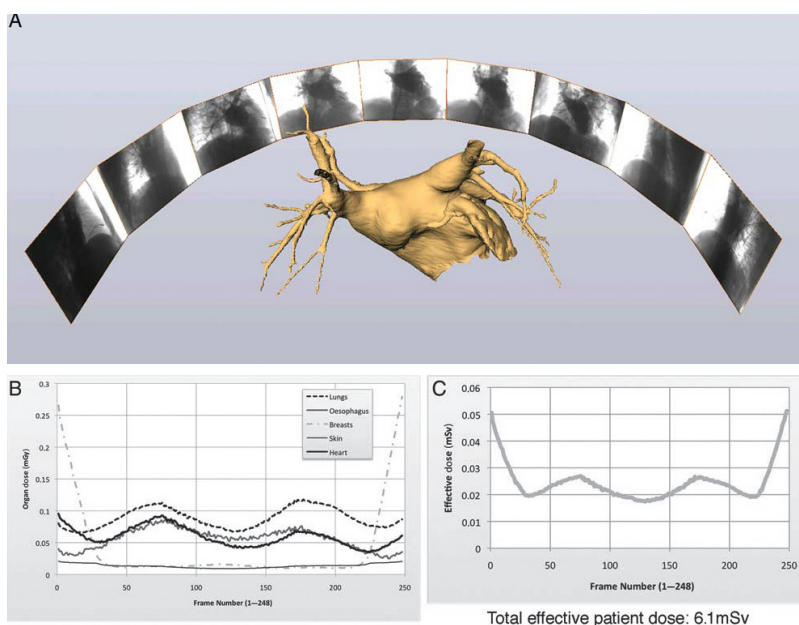 A
B
0.3
0.25
0.2
0.15
0.1
0.05
0
Organ dose (mGy)
Lungs
Oesophagus
Breasts
Skin
Heart
0 50 100 150 200 250
Frame Number (1—248)
C
0.06
0.05
0.04
0.03
0.02
0.01
0
Effective dose (mSv)
0 50 100 150 200 250
Frame Number (1—248)
Total effective patient dose: 6.1mSv